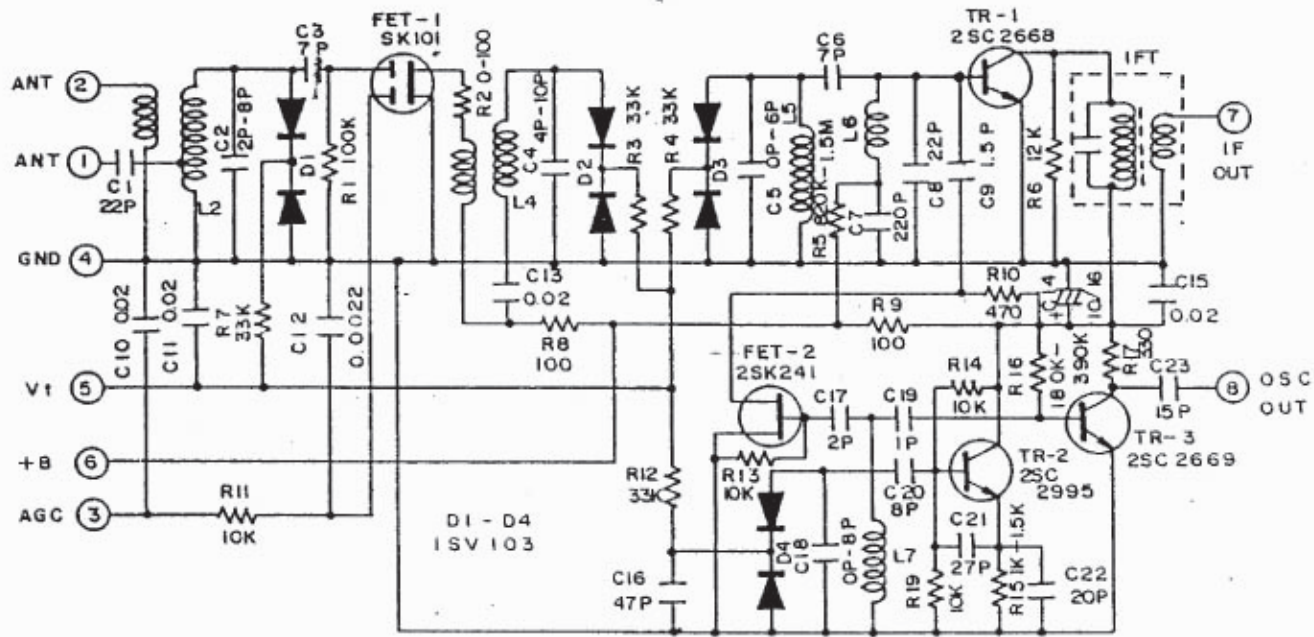 FET-1
SK101
TR-1
2SC2668
C3
7P
C6
7P
IFT
ANT 2
ANT 1
C1
22P
L2
C2
2P-8P
D1
R1 100K
R2 0-100
L4
C4
4P-10P
D2
R3 33K
R4 33K
D3
C5 0P-6P
L5
R5 820K-1.5M
L6
C7
220P
C8 22P
C9 1.5P
R6 12K
7
IF
OUT
GND 4
C10 0.02
C11 0.02
R7
33K
C12
0.0022
C13
0.02
R8
100
R9
100
R10
470
+C14
10/16
C15
0.02
Vt 5
+B 6
AGC 3
R11
10K
FET-2
2SK241
C17
2P
C19
1P
R14
10K
R16
180K-
390K
R17
330
C23
15P
8 OSC
OUT
TR-3
2SC2669
R12
33K
R13
10K
C20
8P
TR-2
2SC
2995
D1-D4
1SV103
C16
47P
D4
C18
0P-8P
L7
R19
10K
C21
27P
R15 1K-1.5K
C22
20P